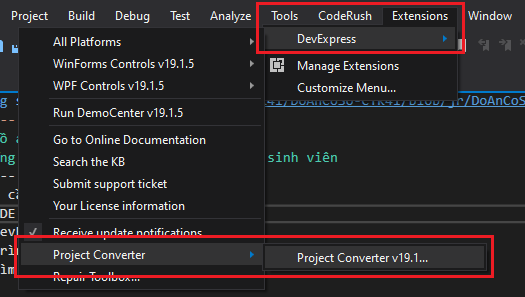 Project Build Debug Test Analyze Tools CodeRush Extensions Window
DevExpress
Manage Extensions
Customize Menu...
All Platforms
WinForms Controls v19.1.5
WPF Controls v19.1.5
Run DemoCenter v19.1.5
Go to Online Documentation
Search the KB
Submit support ticket
Your License information
Receive update notifications
Project Converter
Project Converter v19.1...
Repair Toolbox...
sinh viên